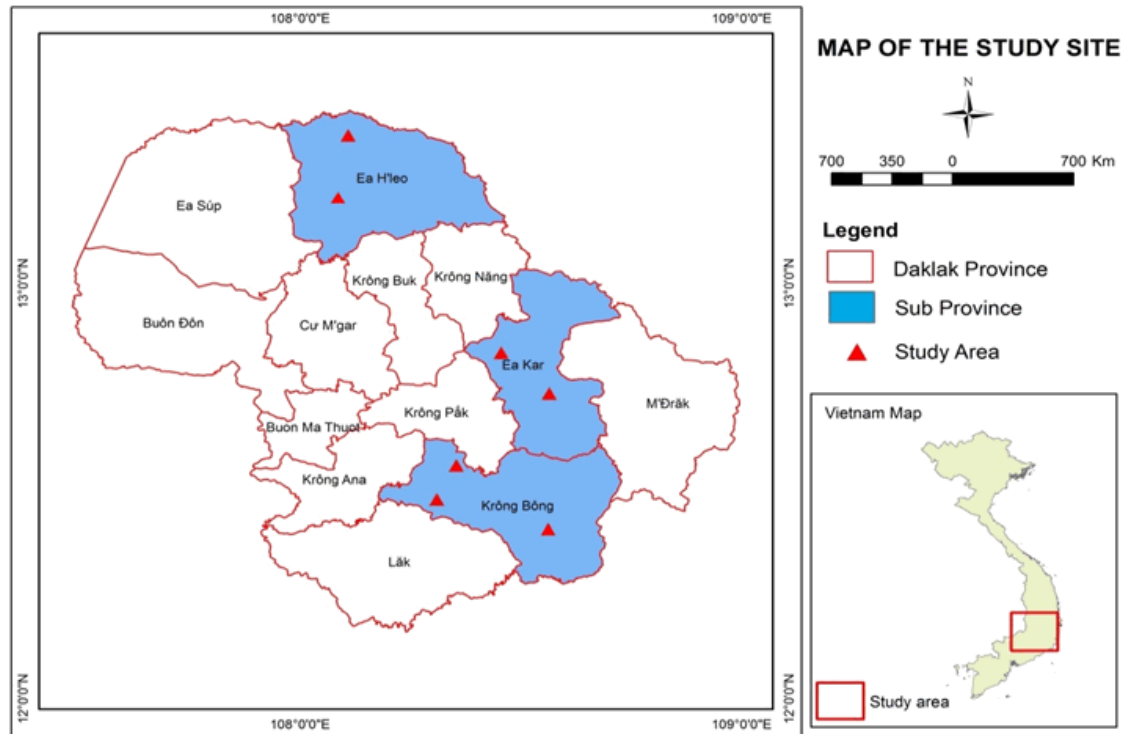 108°0'0"E
109°0'0"E
MAP OF THE STUDY SITE
N
700 350 0 700 Km
Legend
Daklak Province
Sub Province
Study Area
Vietnam Map
Study area
13°0'0"N
13°0'0"N
12°0'0"N
12°0'0"N
Ea H'leo
Ea Súp
Krông Buk
Krông Năng
Buôn Đôn
Cư M'gar
Ea Kar
M'Đrăk
Krông Pắk
Buon Ma Thuot
Krông Ana
Krông Bông
Lăk
108°0'0"E
109°0'0"E